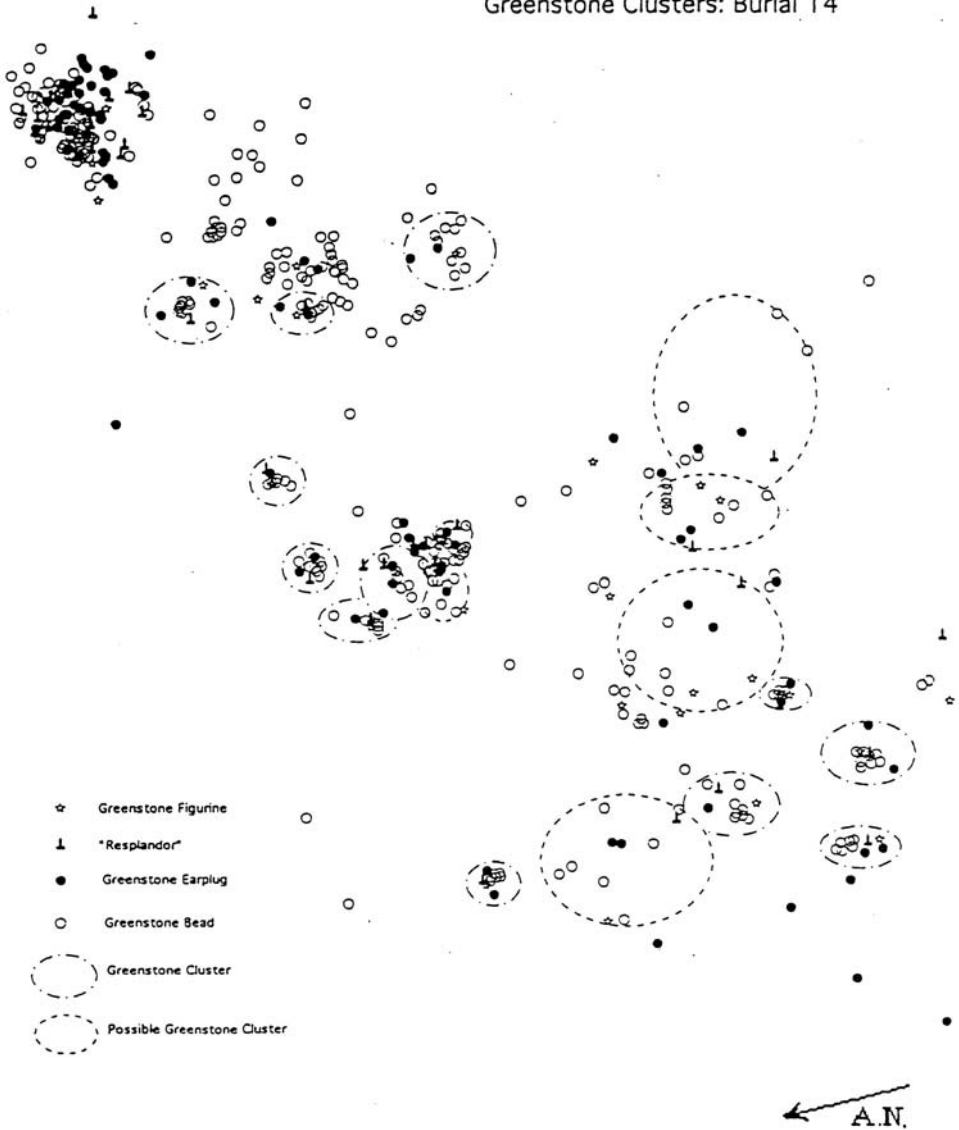 Greenstone Clusters: Burial 14
Greenstone Figurine
"Resplandor"
Greenstone Earplug
Greenstone Bead
Greenstone Cluster
Possible Greenstone Cluster
A.N.